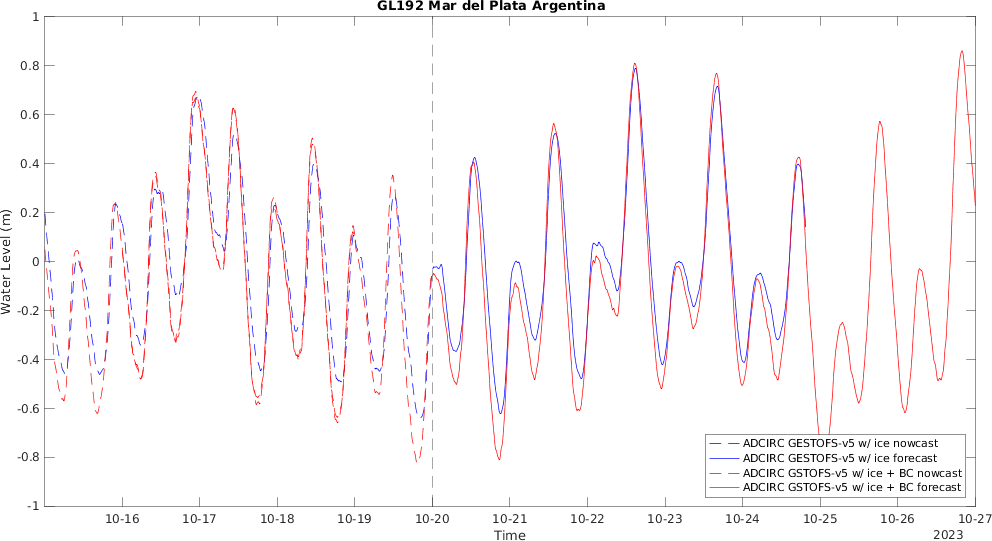 GL192 Mar del Plata Argentina
1
0.8
0.6
0.4
0.2
0
-0.2
-0.4
-0.6
-0.8
-1
Water Level (m)
ADCIRC GESTOFS-v5 w/ ice nowcast
ADCIRC GESTOFS-v5 w/ ice forecast
ADCIRC GSTOFS-v5 w/ ice + BC nowcast
ADCIRC GSTOFS-v5 w/ ice + BC forecast
10-16 10-17 10-18 10-19 10-20 10-21 10-22 10-23 10-24 10-25 10-26 10-27
Time
2023